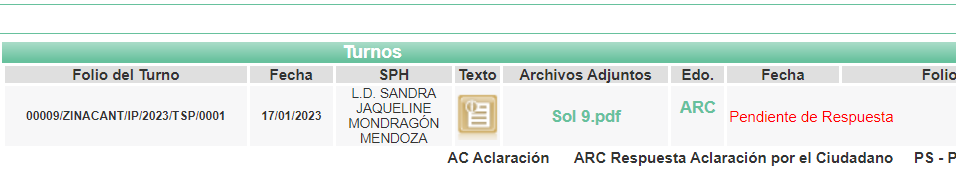 Turnos
Folio del Turno Fecha SPH Texto Archivos Adjuntos Edo. Fecha Folio
00009/ZINACANT/IP/2023/TSP/0001 17/01/2023 L.D. SANDRA
JAQUELINE
MONDRAGÓN
MENDOZA
Sol 9.pdf ARC Pendiente de Respuesta
AC Aclaración ARC Respuesta Aclaración por el Ciudadano PS - P